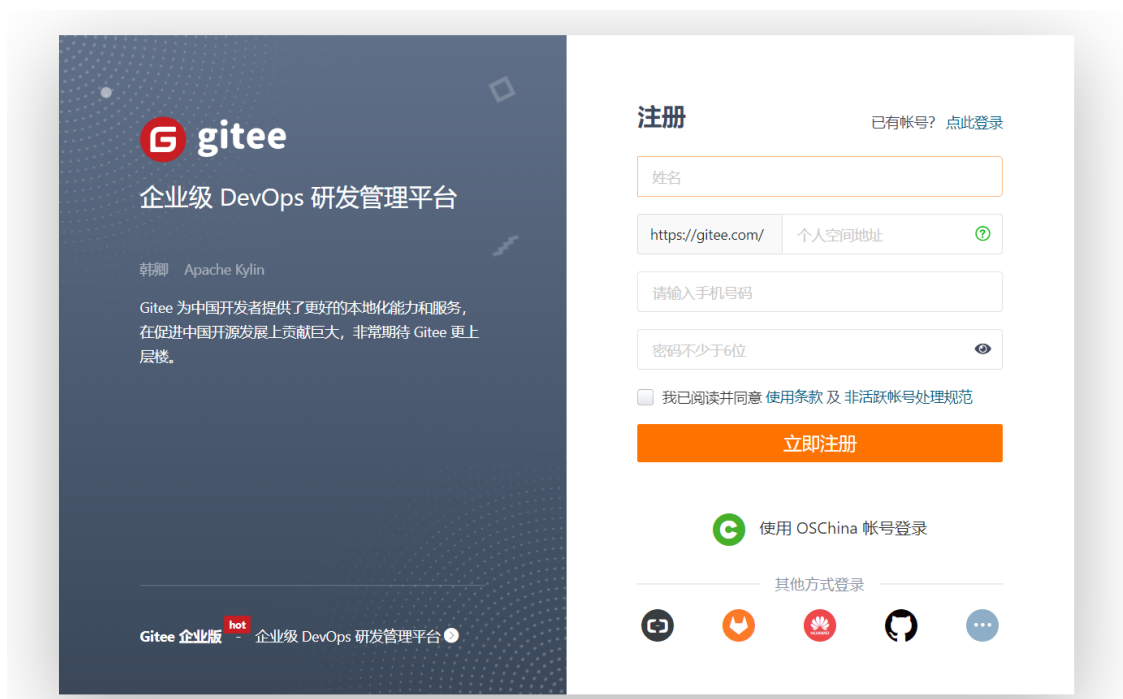 gitee
企业级 DevOps 研发管理平台
韩卿 Apache Kylin
Gitee 为中国开发者提供了更好的本地化能力和服务，
在促进中国开源发展上贡献巨大，非常期待 Gitee 更上
层楼。
Gitee 企业版 hot - 企业级 DevOps 研发管理平台
注册 已有帐号？ 点此登录
姓名
https://gitee.com/ 个人空间地址
请输入手机号码
密码不少于6位
我已阅读并同意 使用条款 及 非活跃帐号处理规范
立即注册
使用 OSChina 帐号登录
其他方式登录
HUAWEI